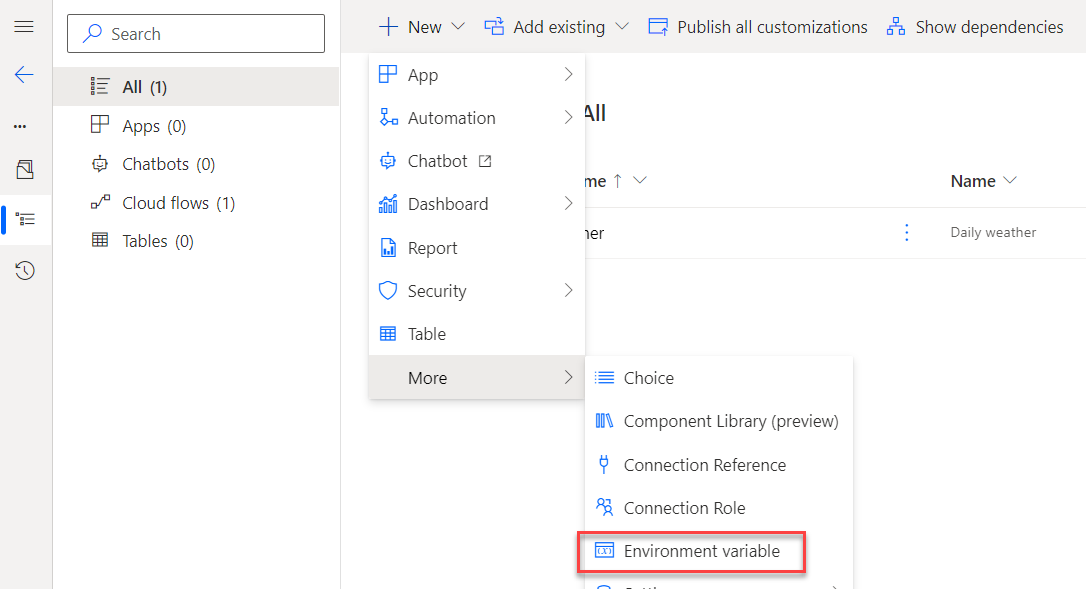 Search
All (1)
Apps (0)
Chatbots (0)
Cloud flows (1)
Tables (0)
New
Add existing
Publish all customizations
Show dependencies
App
Automation
Chatbot
Dashboard
Report
Security
Table
More
All
me ↑
Name
her
Daily weather
Choice
Component Library (preview)
Connection Reference
Connection Role
Environment variable